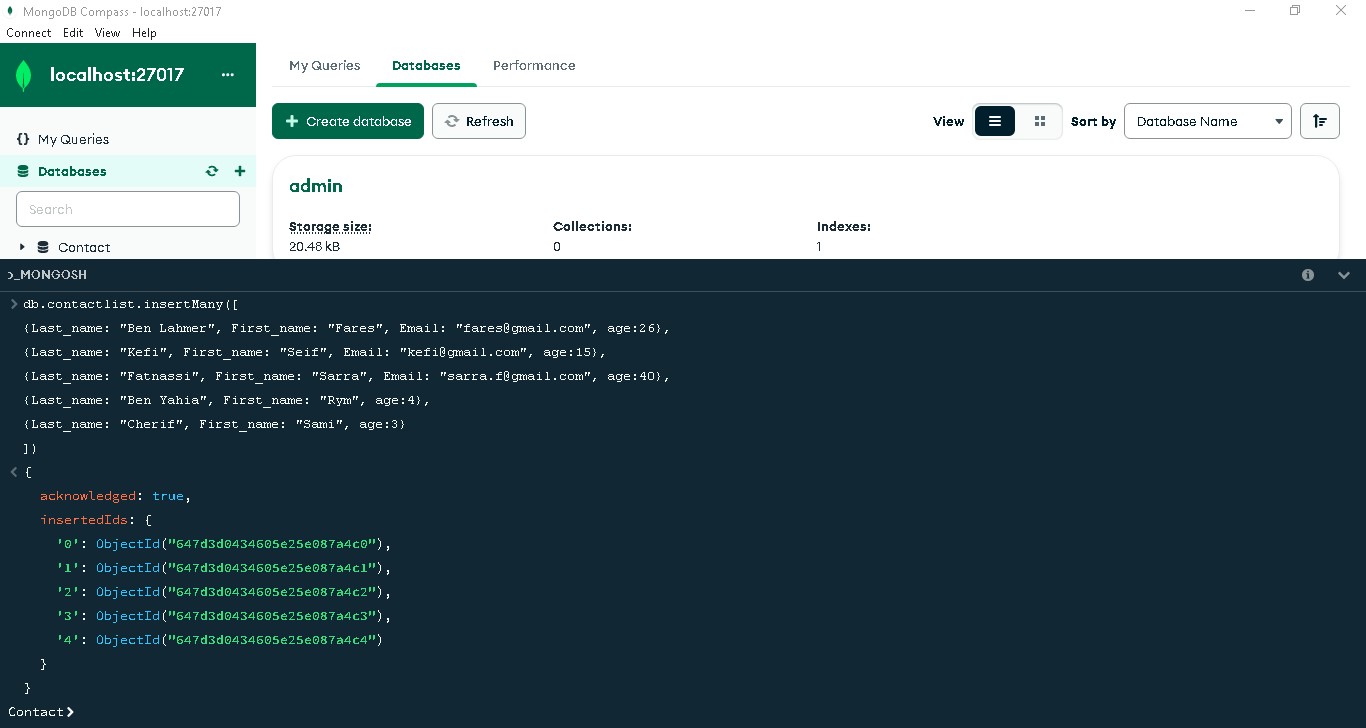 MongoDB Compass - localhost:27017
Connect Edit View Help
localhost:27017 ...
My Queries Databases Performance
Create database Refresh View Sort by Database Name
{} My Queries
Databases
Search
Contact
admin
Storage size: Collections: Indexes:
20.48 kB 0 1
>_MONGOSH
> db.contactlist.insertMany([
{Last_name: "Ben Lahmer", First_name: "Fares", Email: "fares@gmail.com", age:26},
{Last_name: "Kefi", First_name: "Seif", Email: "kefi@gmail.com", age:15},
{Last_name: "Fatnassi", First_name: "Sarra", Email: "sarra.f@gmail.com", age:40},
{Last_name: "Ben Yahia", First_name: "Rym", age:4},
{Last_name: "Cherif", First_name: "Sami", age:3}
])
< {
acknowledged: true,
insertedIds: {
'0': ObjectId("647d3d0434605e25e087a4c0"),
'1': ObjectId("647d3d0434605e25e087a4c1"),
'2': ObjectId("647d3d0434605e25e087a4c2"),
'3': ObjectId("647d3d0434605e25e087a4c3"),
'4': ObjectId("647d3d0434605e25e087a4c4")
}
}
Contact>